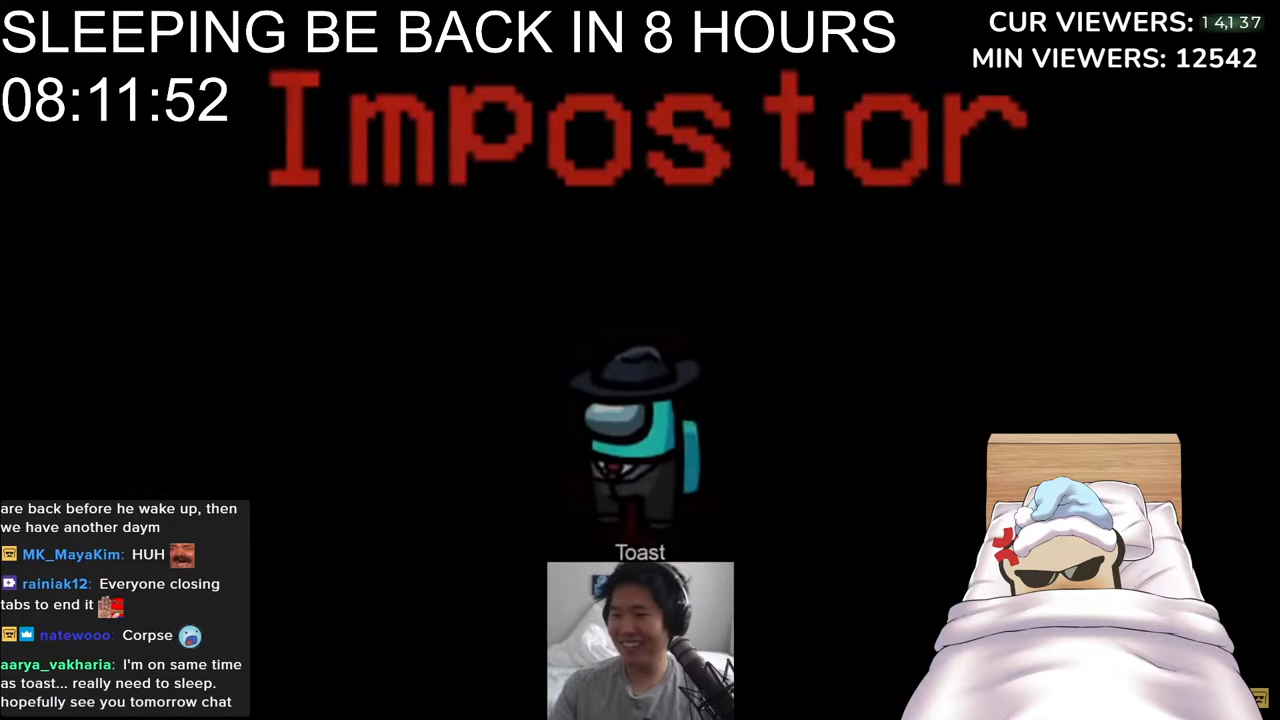 SLEEPING BE BACK IN 8 HOURS
08:11:52
CUR VIEWERS: 14,137
MIN VIEWERS: 12542
Impostor
Toast
are back before he wake up, then
we have another daym
MK_MayaKim: HUH
rainiak12: Everyone closing
tabs to end it
natewooo: Corpse
aarya_vakharia: I'm on same time
as toast... really need to sleep.
hopefully see you tomorrow chat